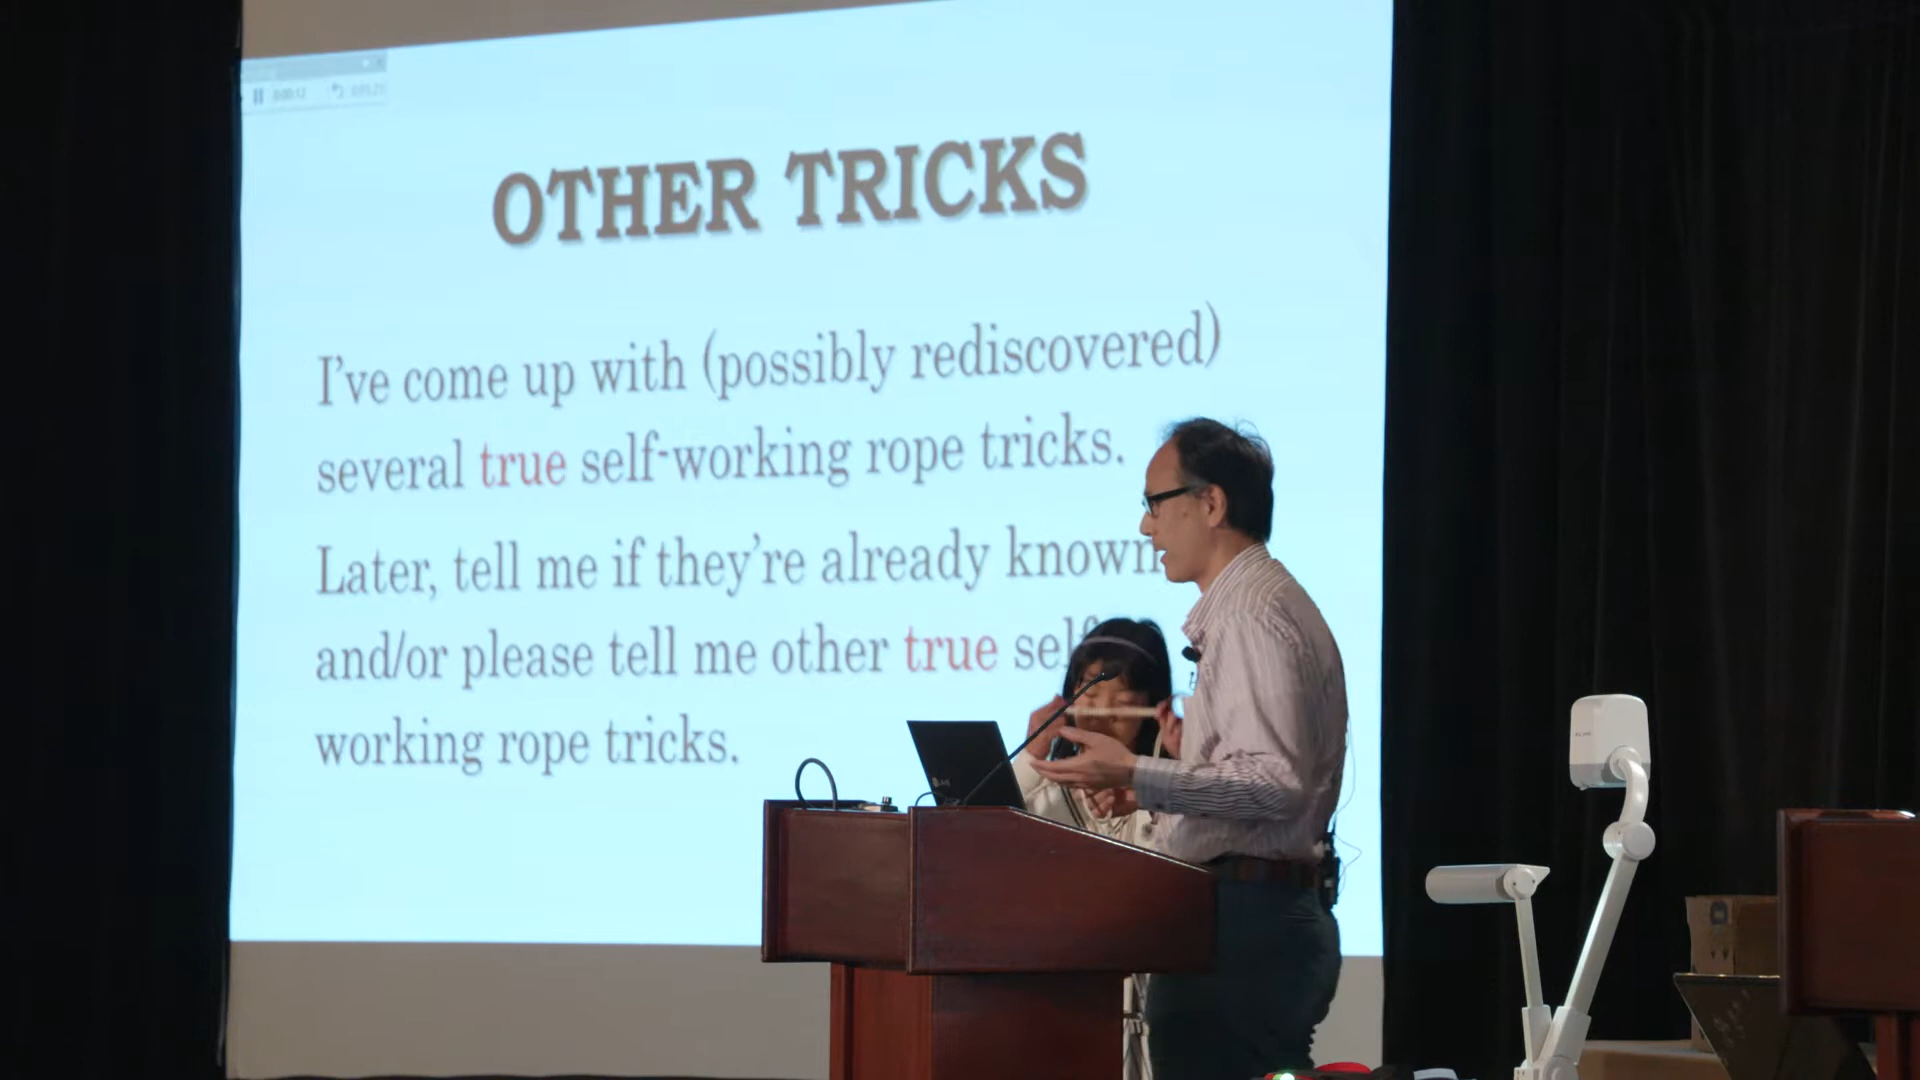 OTHER TRICKS
I've come up with (possibly rediscovered)
several true self-working rope tricks.
Later, tell me if they're already known
and/or please tell me other true self
working rope tricks.